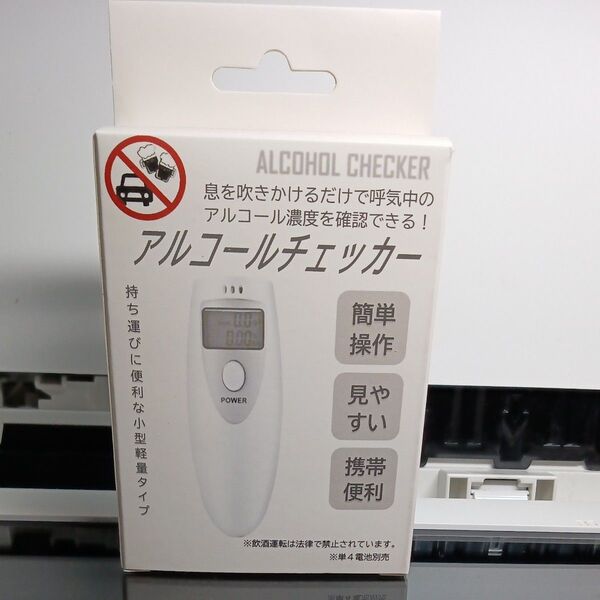 ALCOHOL CHECKER
息を吹きかけるだけで呼気中の
アルコール濃度を確認できる！
アルコールチェッカー
持ち運びに便利な小型軽量タイプ
0.0
0.00
POWER
簡単
操作
見や
すい
携帯
便利
※飲酒運転は法律で禁止されています。
※単4電池別売